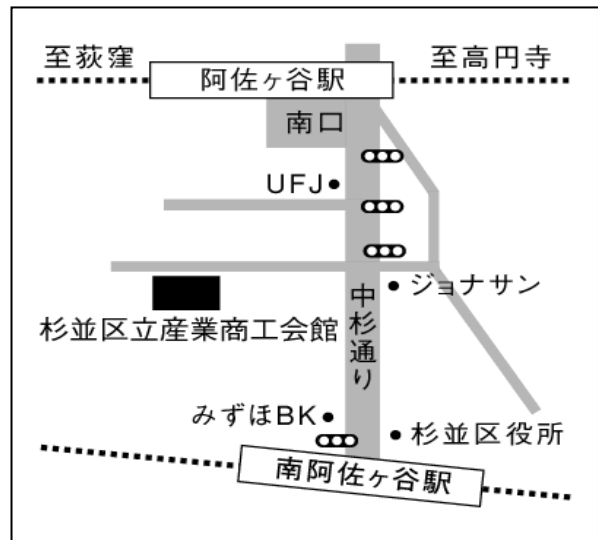 至荻窪
至高円寺
阿佐ヶ谷駅
南口
UFJ
ジョナサン
中杉通り
杉並区立産業商工会館
みずほBK
杉並区役所
南阿佐ヶ谷駅